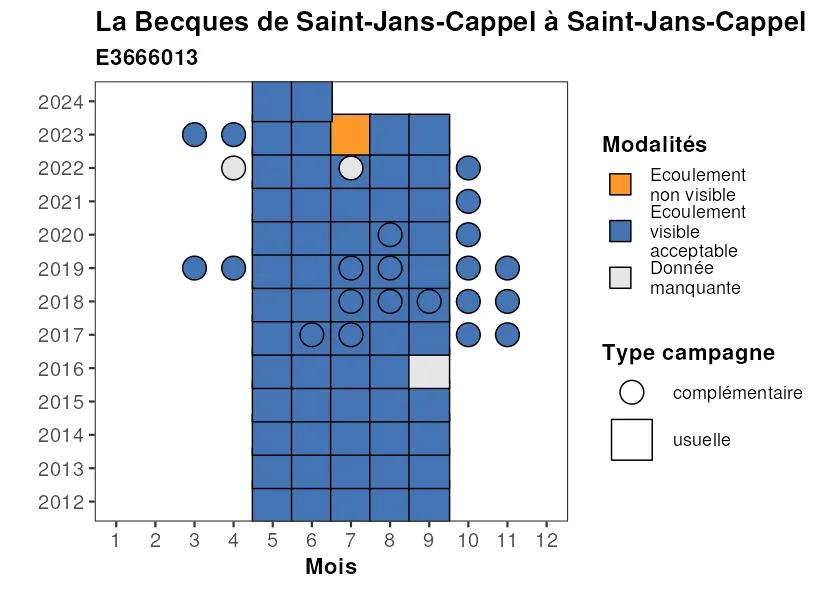 La Becques de Saint-Jans-Cappel à Saint-Jans-Cappel
E3666013
2024
2023
2022
2021
2020
2019
2018
2017
2016
2015
2014
2013
2012
1 2 3 4 5 6 7 8 9 10 11 12
Mois
Modalités
Ecoulement
non visible
Ecoulement
visible
acceptable
Donnée
manquante
Type campagne
complémentaire
usuelle